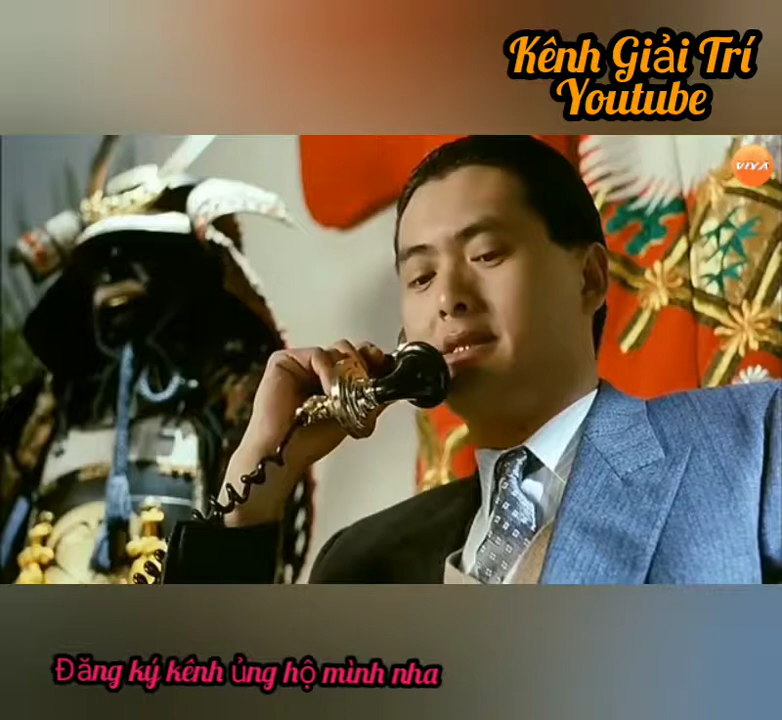 Kênh Giải Trí
Youtube
VIVA
Đăng ký kênh ủng hộ mình nha